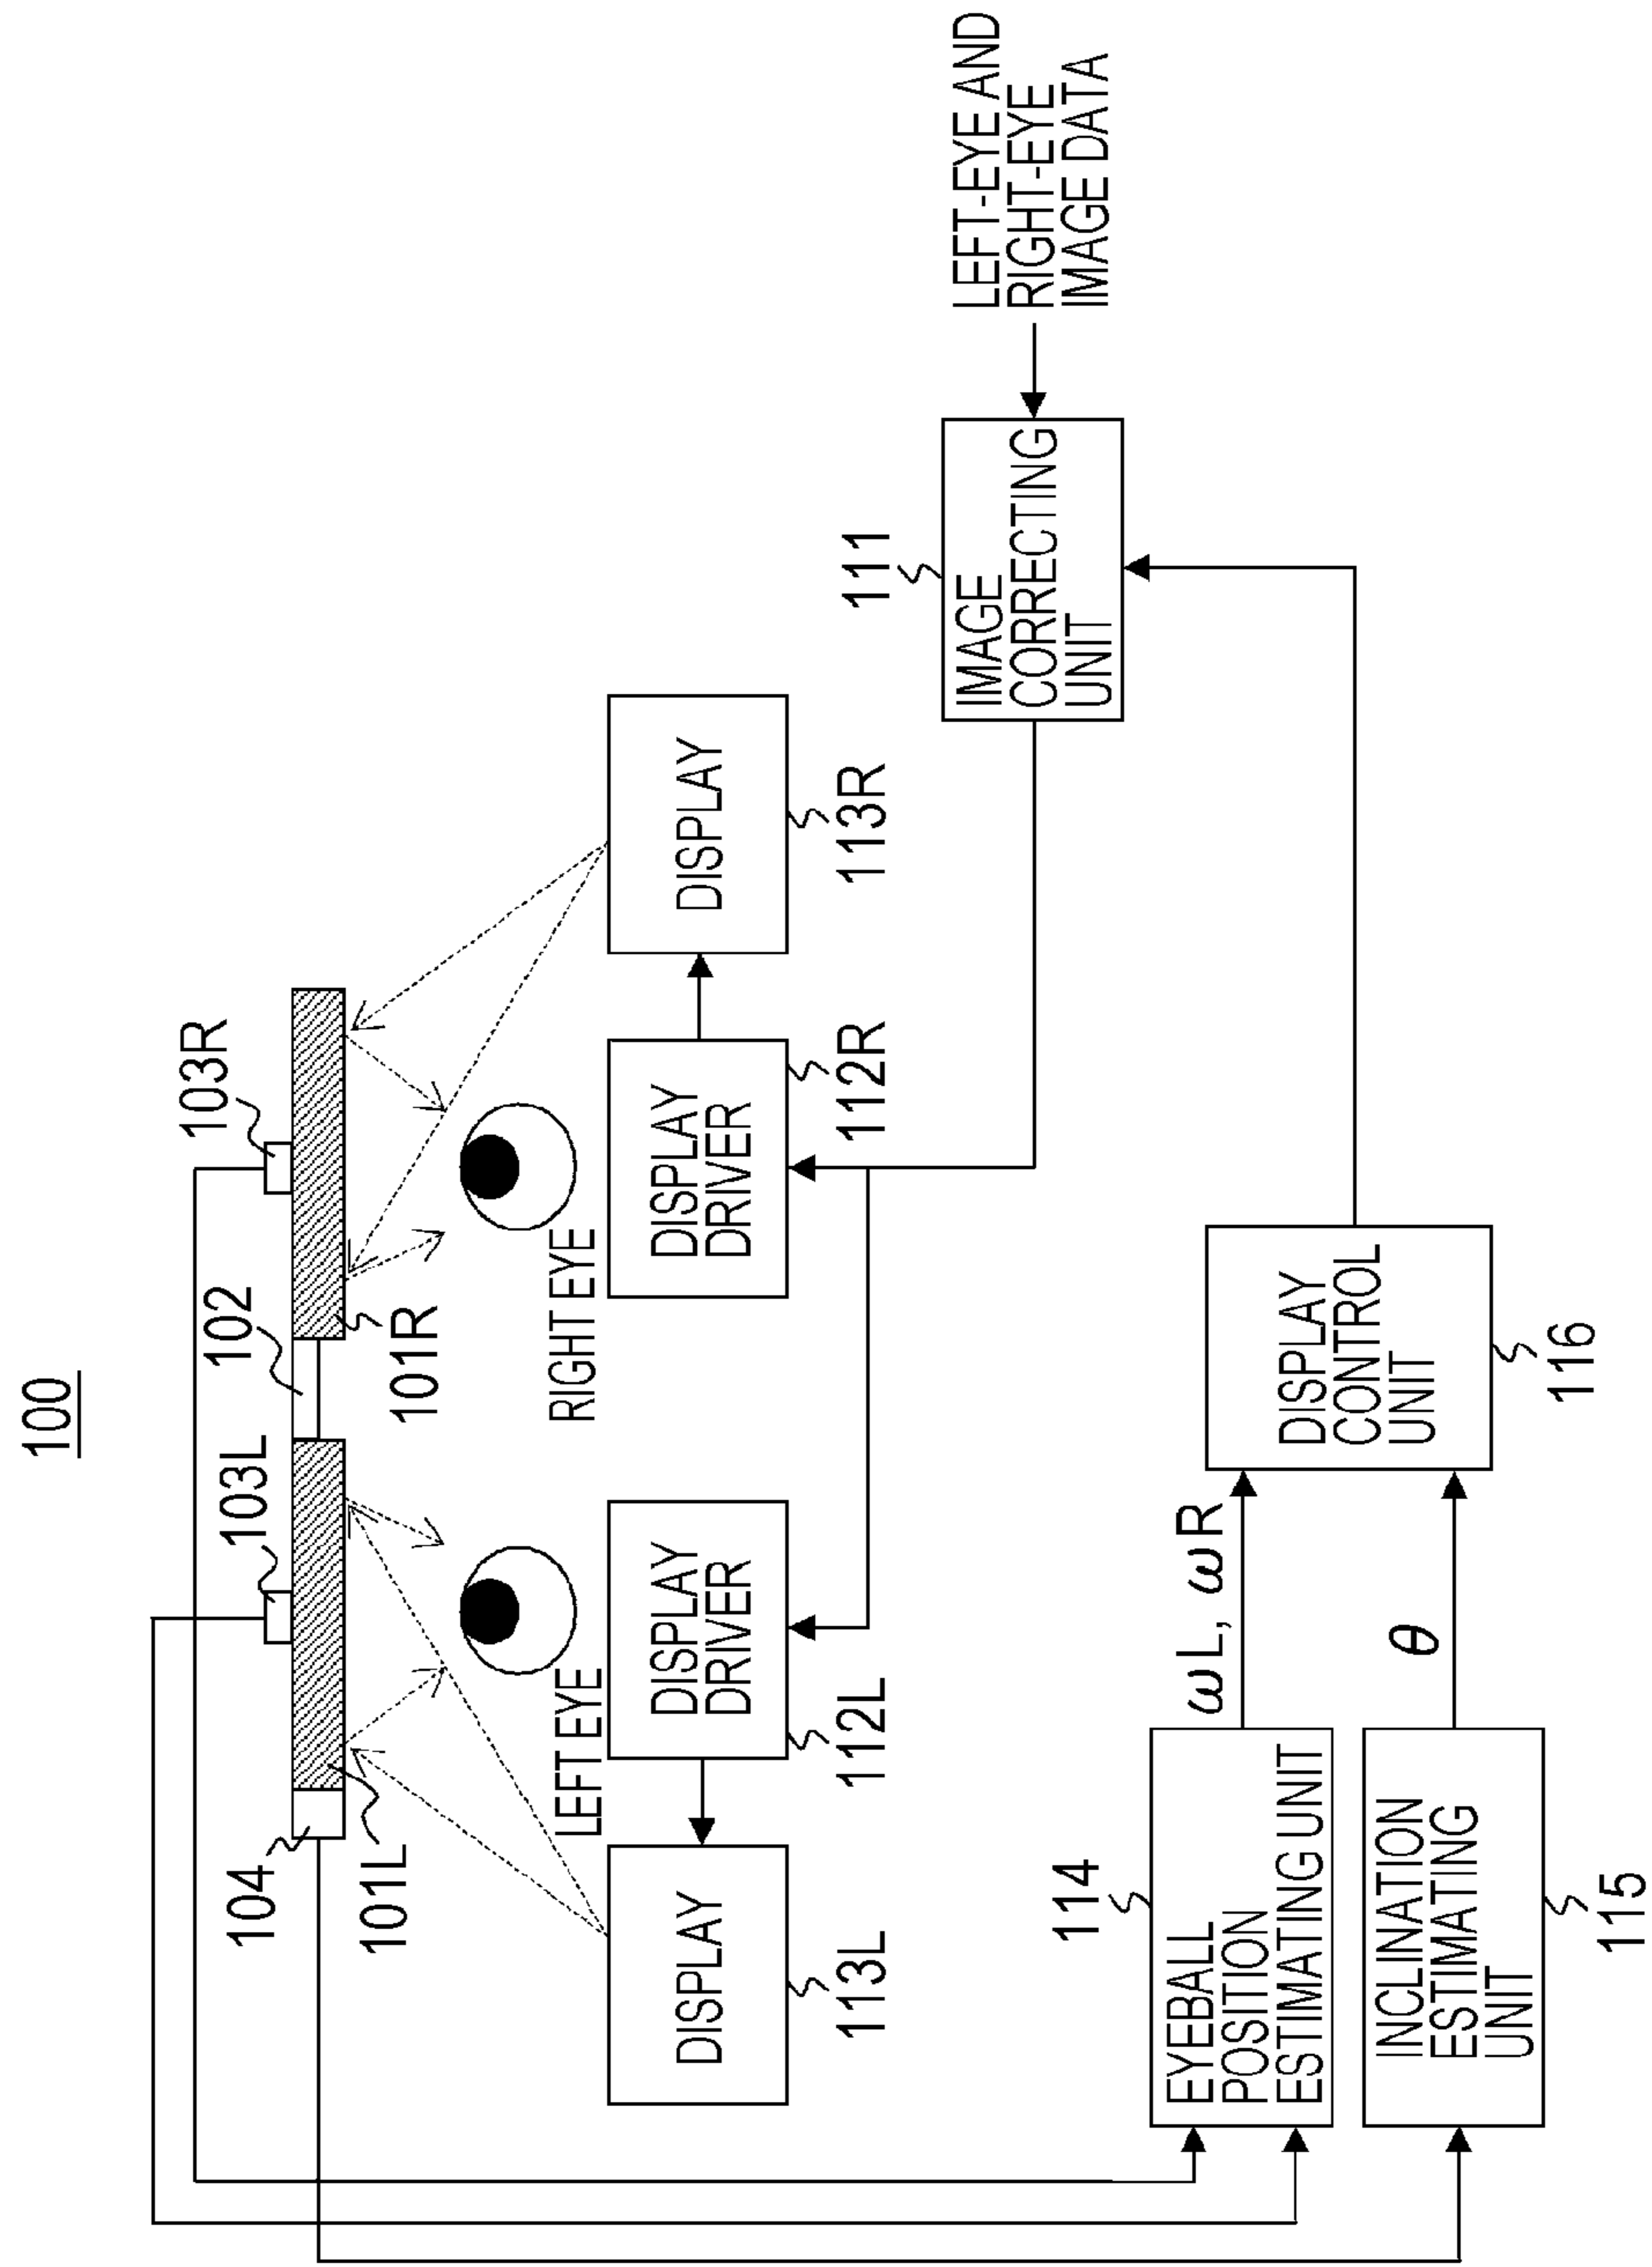 100
103L
102
103R
104
101L
101R
LEFT EYE
RIGHT EYE
DISPLAY
113L
DISPLAY
DRIVER
112L
DISPLAY
DRIVER
112R
DISPLAY
113R
111
IMAGE
CORRECTING
UNIT
LEFT-EYE AND
RIGHT-EYE
IMAGE DATA
114
EYEBALL
POSITION
ESTIMATING UNIT
ωL, ωR
INCLINATION
ESTIMATING
UNIT
115
θ
DISPLAY
CONTROL
UNIT
116